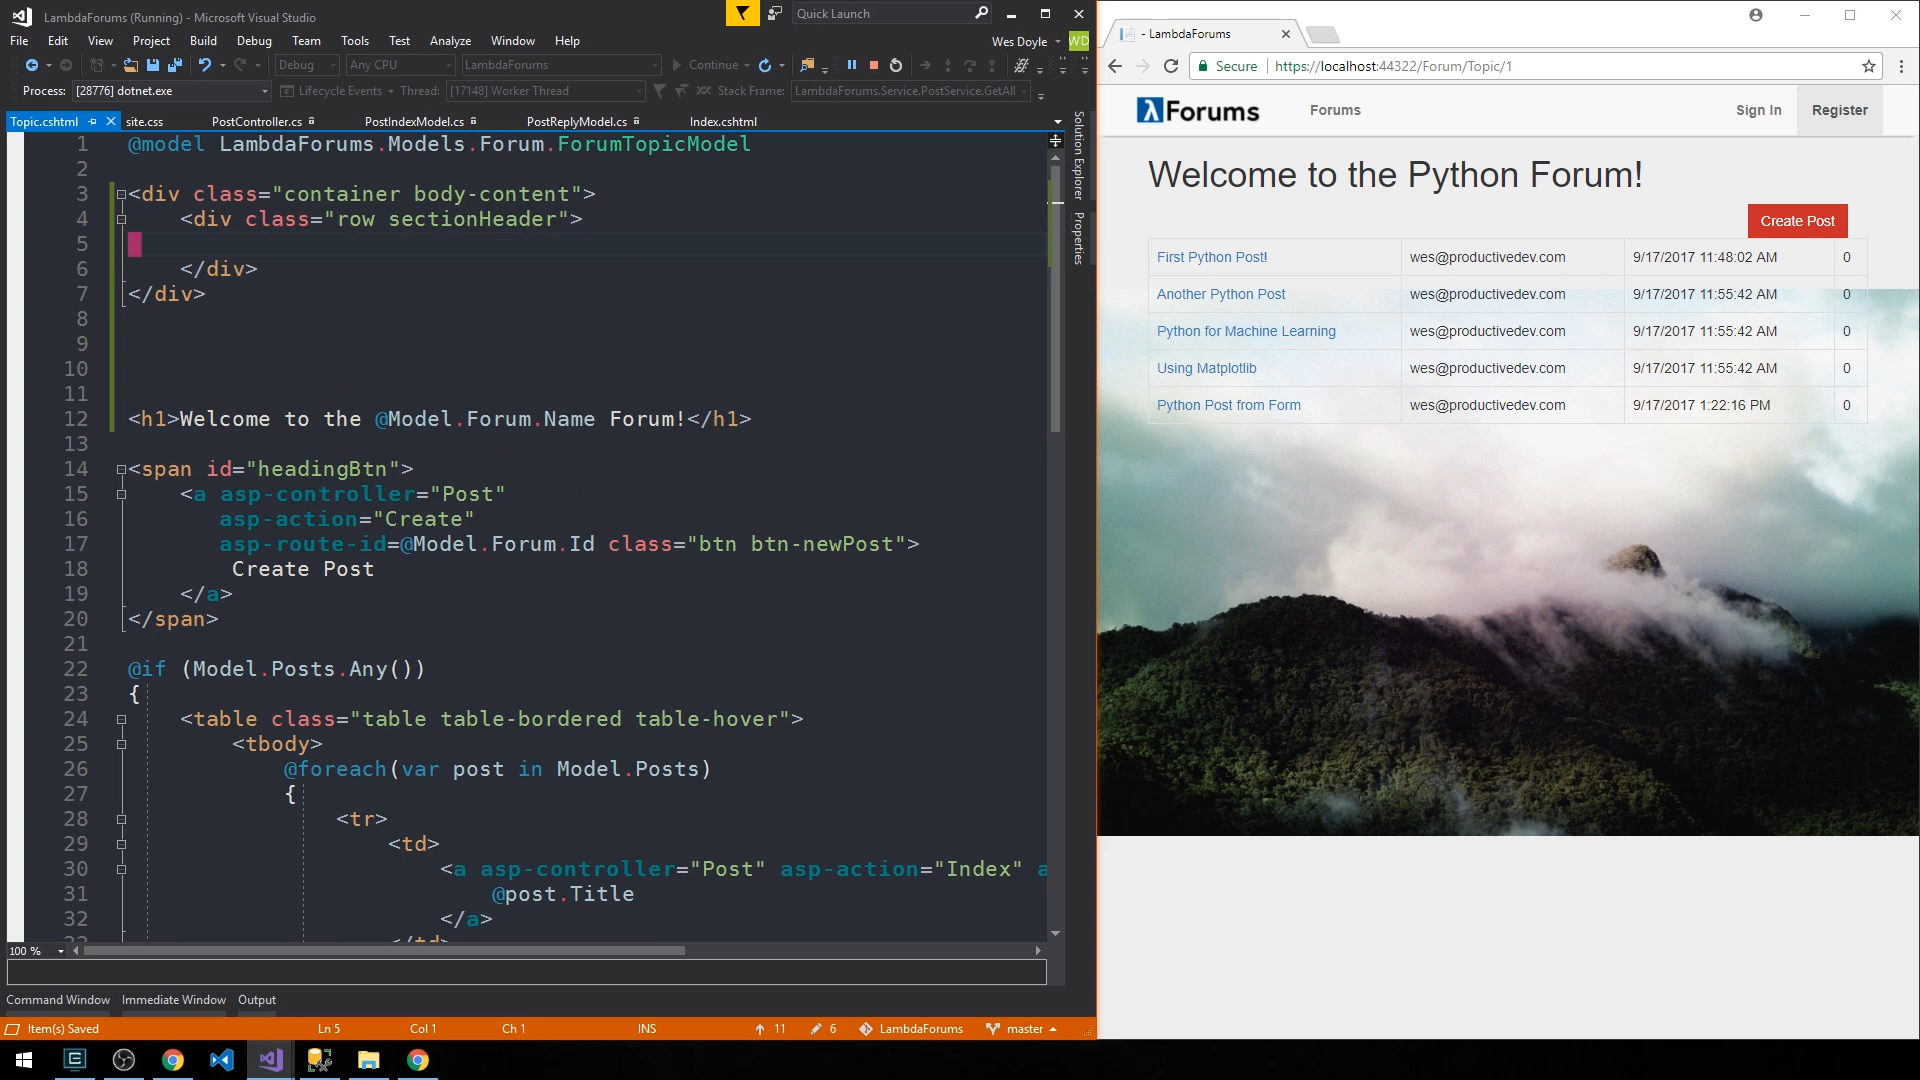 LambdaForums (Running) - Microsoft Visual Studio
Quick Launch
File Edit View Project Build Debug Team Tools Test Analyze Window Help
Wes Doyle WD
Debug Any CPU LambdaForums Continue
Process: [28776] dotnet.exe Lifecycle Events Thread: [17148] Worker Thread Stack Frame: LambdaForums.Service.PostService.GetAll
Topic.cshtml site.css PostController.cs PostIndexModel.cs PostReplyModel.cs Index.cshtml
1 @model LambdaForums.Models.Forum.ForumTopicModel
2
3 <div class="container body-content">
4 <div class="row sectionHeader">
5
6 </div>
7 </div>
8
9
10
11
12 <h1>Welcome to the @Model.Forum.Name Forum!</h1>
13
14 <span id="headingBtn">
15 <a asp-controller="Post"
16 asp-action="Create"
17 asp-route-id=@Model.Forum.Id class="btn btn-newPost">
18 Create Post
19 </a>
20 </span>
21
22 @if (Model.Posts.Any())
23 {
24 <table class="table table-bordered table-hover">
25 <tbody>
26 @foreach(var post in Model.Posts)
27 {
28 <tr>
29 <td>
30 <a asp-controller="Post" asp-action="Index" a
31 @post.Title
32 </a>
33 </td>
100 %
Command Window Immediate Window Output
Item(s) Saved Ln 5 Col 1 Ch 1 INS 11 6 LambdaForums master
Solution Explorer
Properties
- LambdaForums
Secure https://localhost:44322/Forum/Topic/1
λForums Forums Sign In Register
Welcome to the Python Forum!
Create Post
First Python Post! wes@productivedev.com 9/17/2017 11:48:02 AM 0
Another Python Post wes@productivedev.com 9/17/2017 11:55:42 AM 0
Python for Machine Learning wes@productivedev.com 9/17/2017 11:55:42 AM 0
Using Matplotlib wes@productivedev.com 9/17/2017 11:55:42 AM 0
Python Post from Form wes@productivedev.com 9/17/2017 1:22:16 PM 0